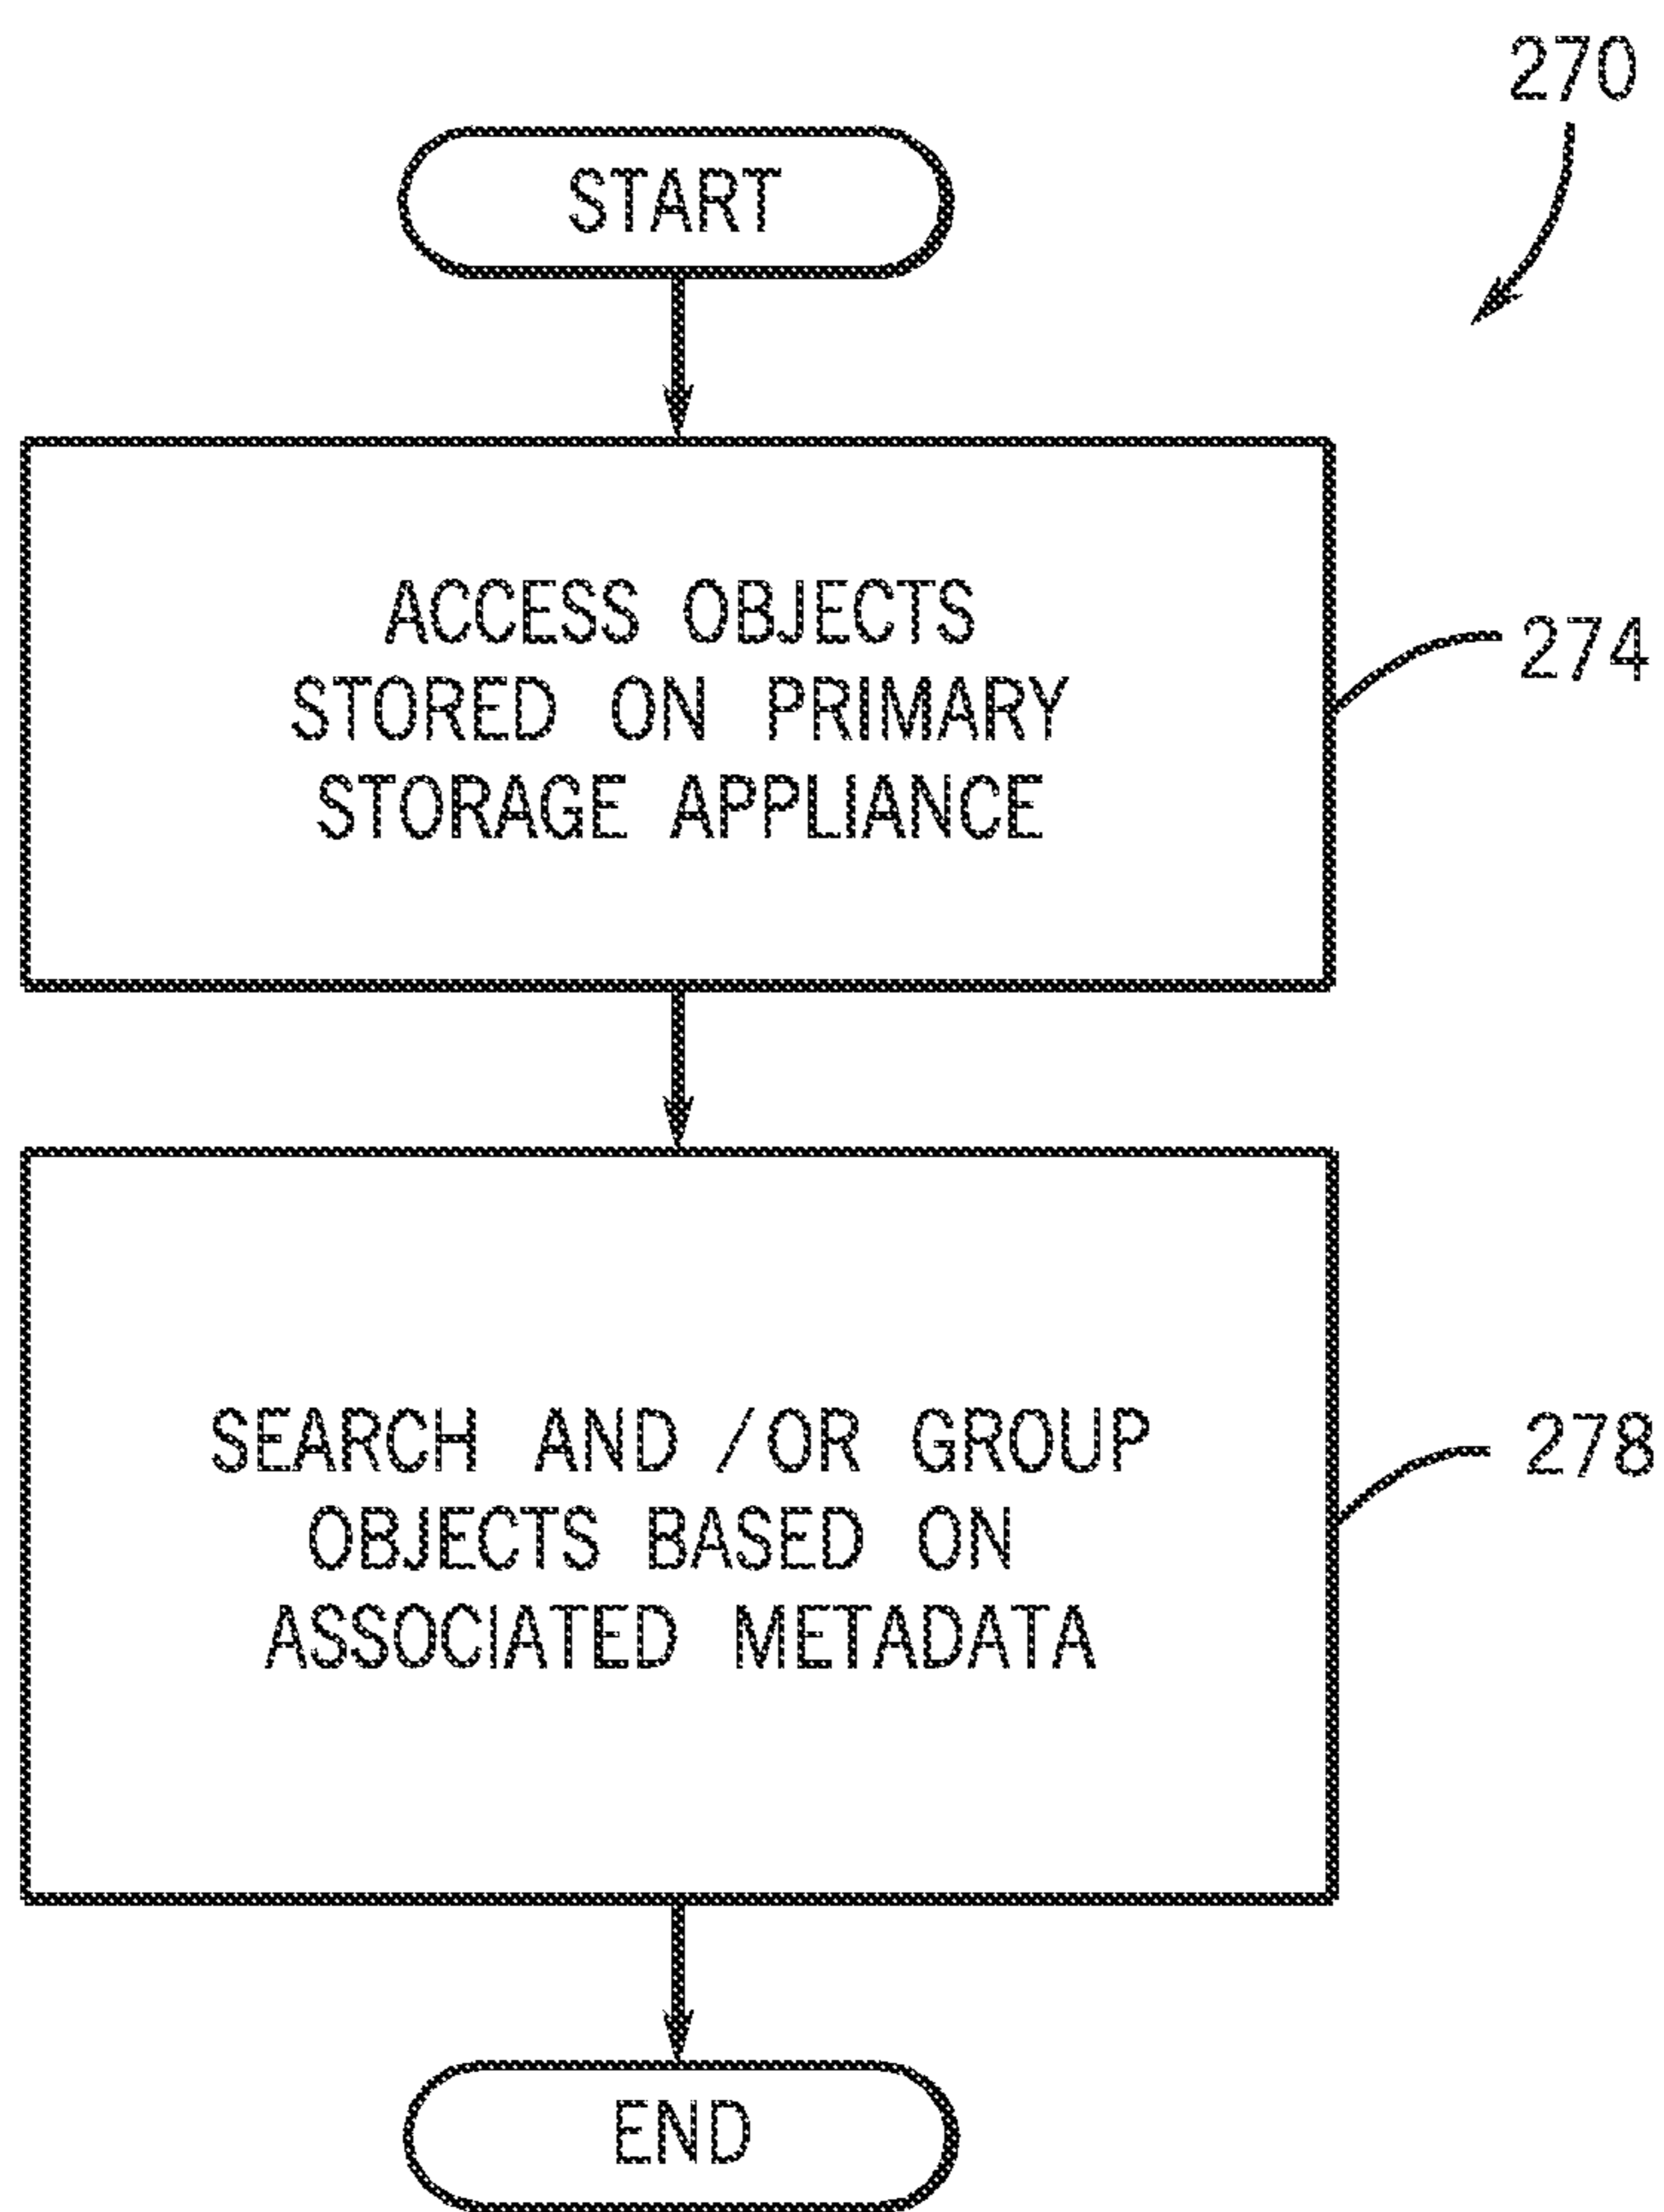 270
START
ACCESS OBJECTS
STORED ON PRIMARY
STORAGE APPLIANCE
274
SEARCH AND /OR GROUP
OBJECTS BASED ON
ASSOCIATED METADATA
278
END